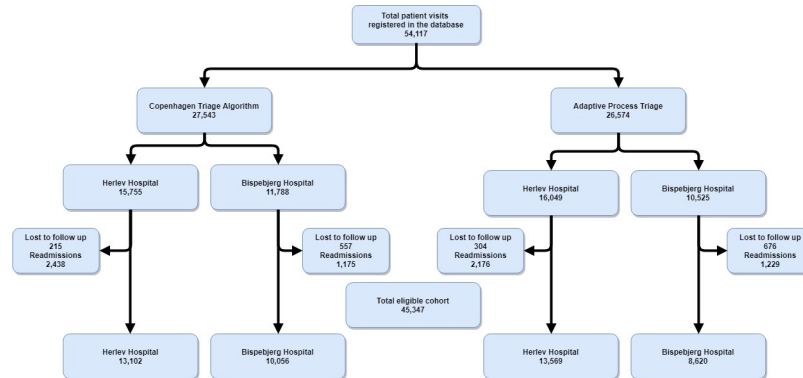 Total patient visits
registered in the database
54,117
Copenhagen Triage Algorithm
27,543
Adaptive Process Triage
26,574
Herlev Hospital
15,755
Bispebjerg Hospital
11,788
Herlev Hospital
16,049
Bispebjerg Hospital
10,525
Lost to follow up
215
Readmissions
2,438
Lost to follow up
557
Readmissions
1,175
Lost to follow up
304
Readmissions
2,176
Lost to follow up
676
Readmissions
1,229
Total eligible cohort
45,347
Herlev Hospital
13,102
Bispebjerg Hospital
10,056
Herlev Hospital
13,569
Bispebjerg Hospital
8,620